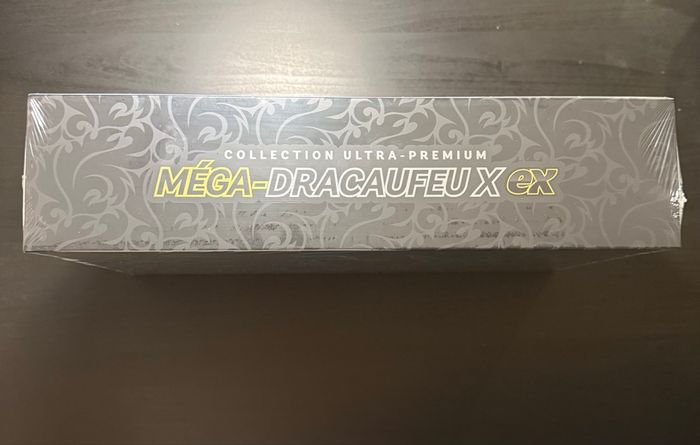 COLLECTION ULTRA-PREMIUM
MÉGA-DRACAUFEU X ex